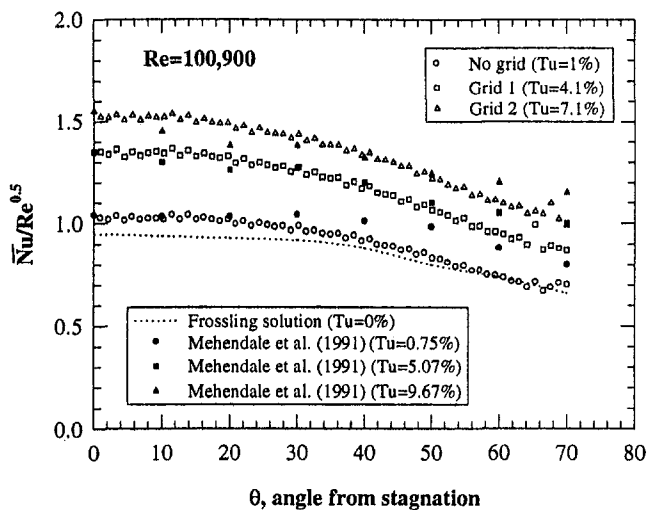 2.0
1.5
1.0
0.5
0.0
N̅u/Re^0.5
Re=100,900
No grid (Tu=1%)
Grid 1 (Tu=4.1%)
Grid 2 (Tu=7.1%)
Frossling solution (Tu=0%)
Mehendale et al. (1991) (Tu=0.75%)
Mehendale et al. (1991) (Tu=5.07%)
Mehendale et al. (1991) (Tu=9.67%)
0 10 20 30 40 50 60 70 80
θ, angle from stagnation